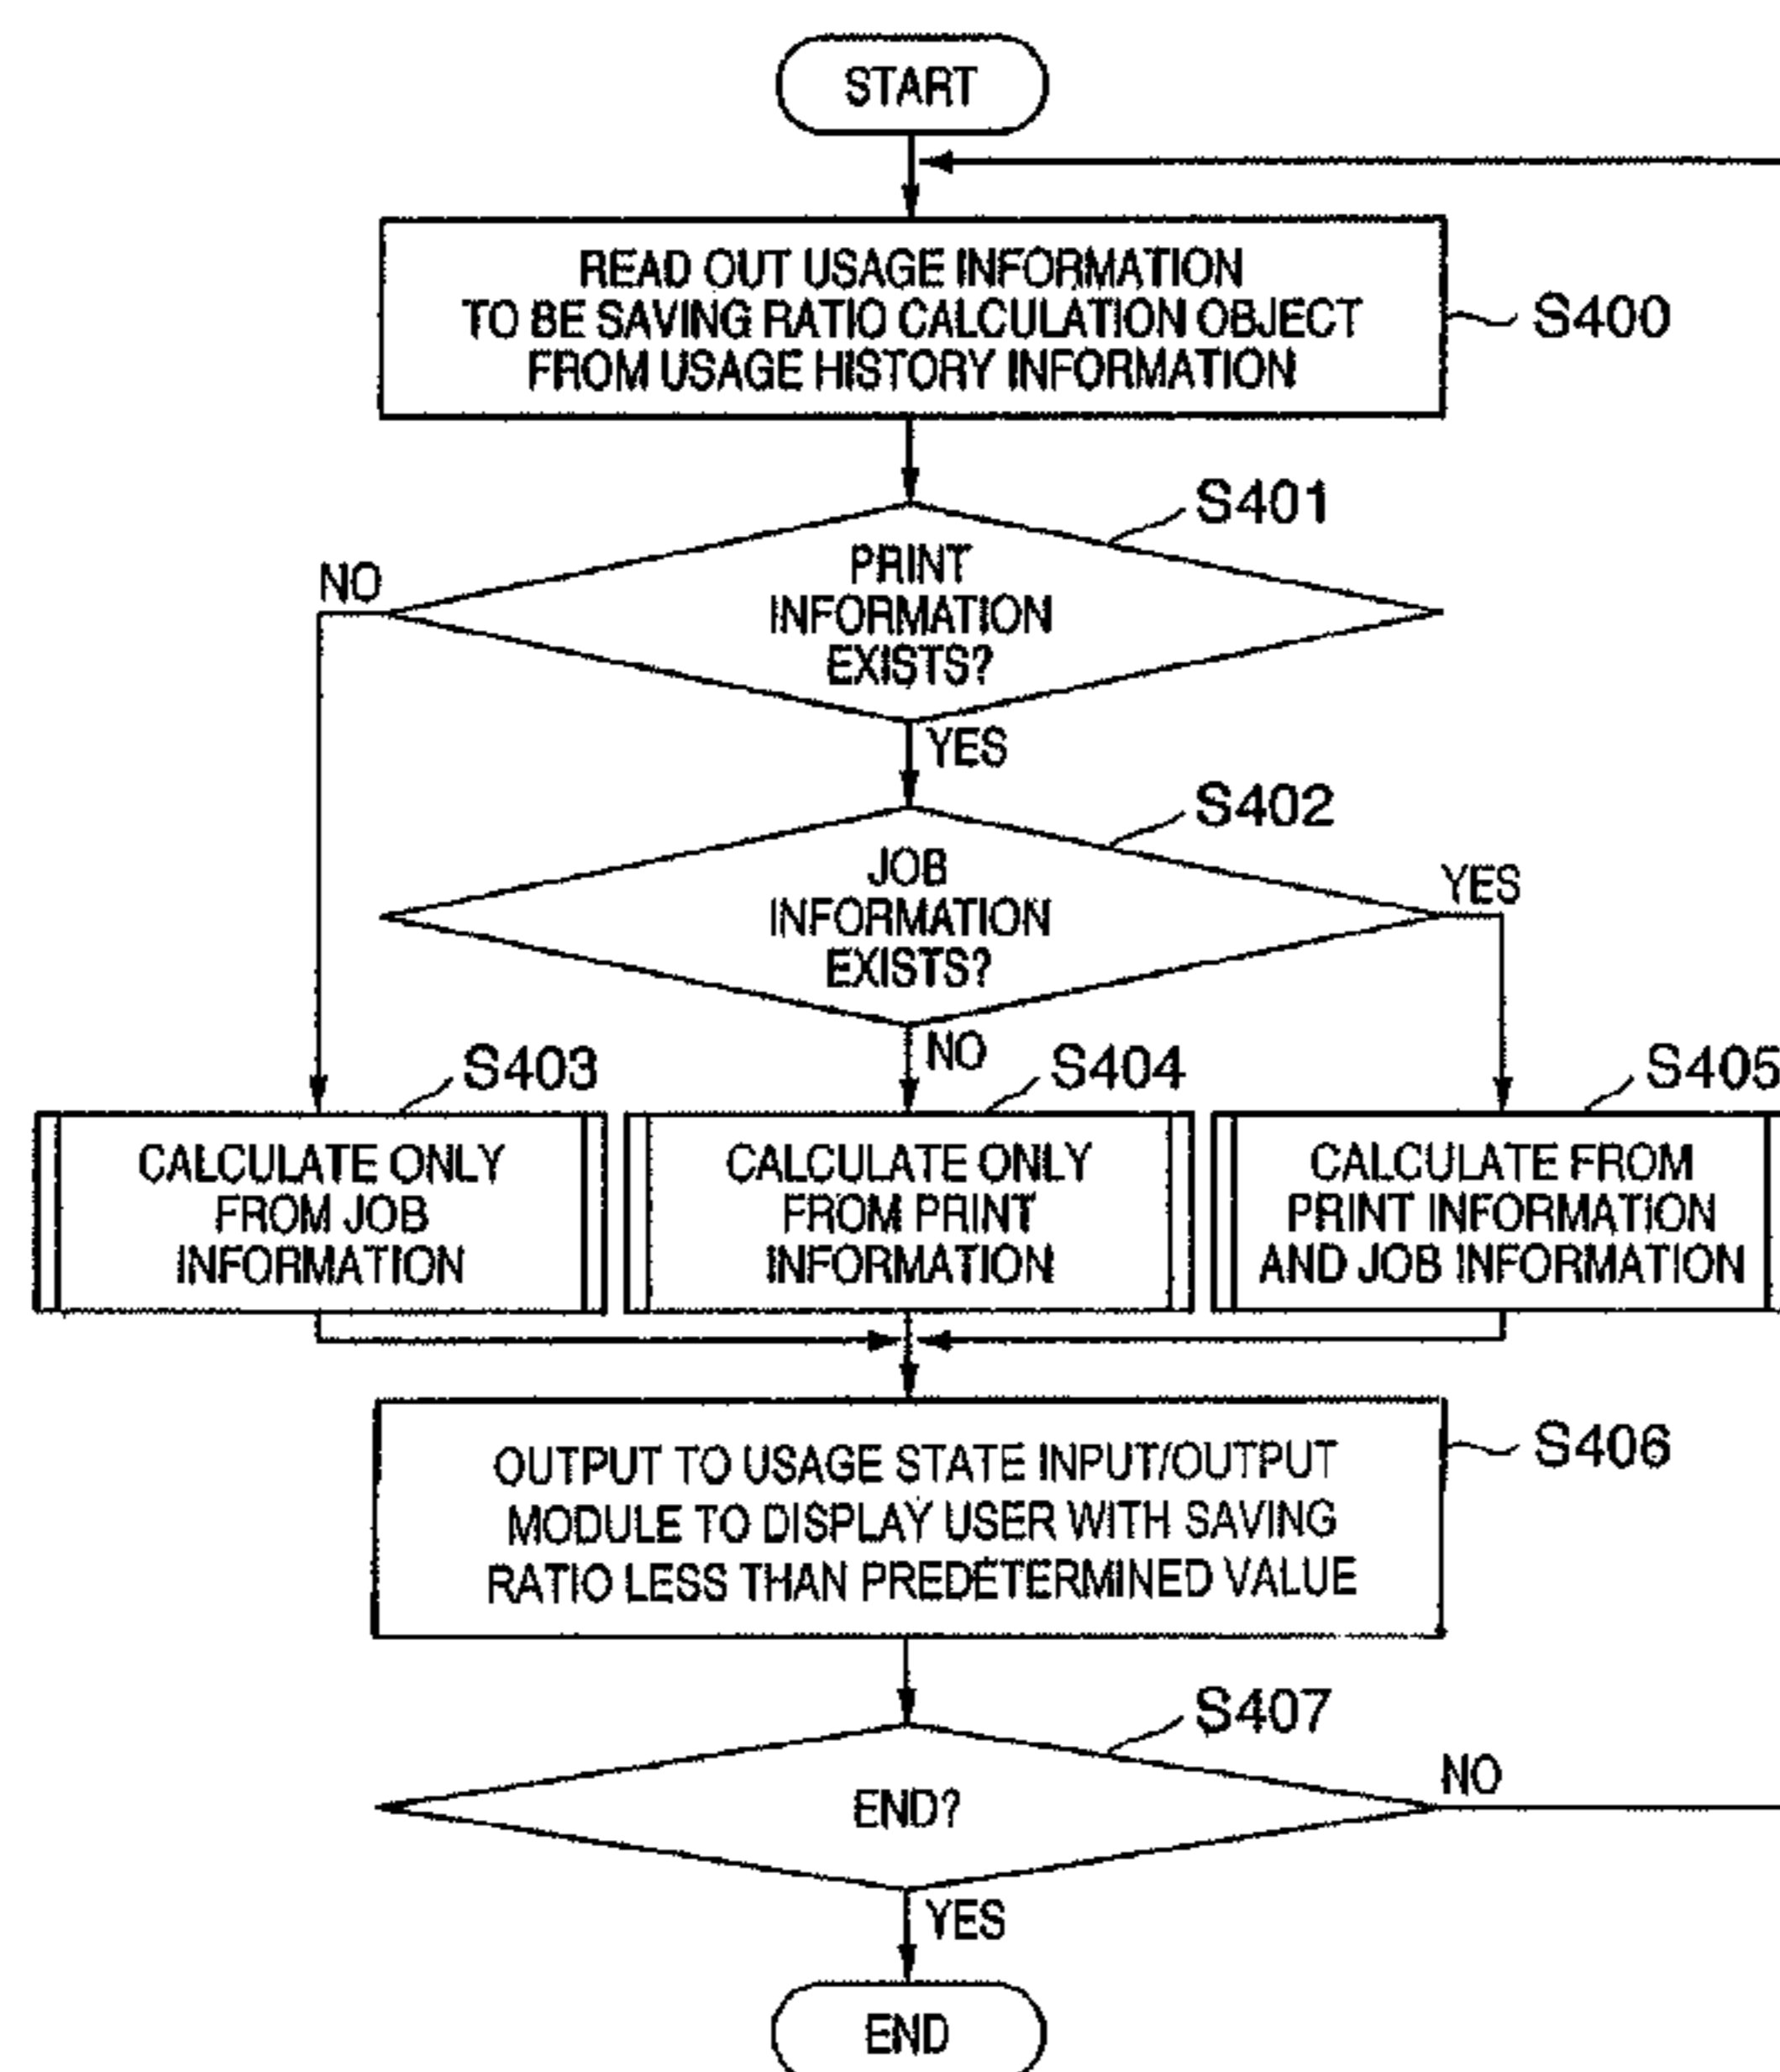 START
READ OUT USAGE INFORMATION
TO BE SAVING RATIO CALCULATION OBJECT
FROM USAGE HISTORY INFORMATION
S400
S401
PRINT
INFORMATION
EXISTS?
NO
YES
S402
JOB
INFORMATION
EXISTS?
YES
NO
S403
CALCULATE ONLY
FROM JOB
INFORMATION
S404
CALCULATE ONLY
FROM PRINT
INFORMATION
S405
CALCULATE FROM
PRINT INFORMATION
AND JOB INFORMATION
OUTPUT TO USAGE STATE INPUT/OUTPUT
MODULE TO DISPLAY USER WITH SAVING
RATIO LESS THAN PREDETERMINED VALUE
S406
S407
END?
NO
YES
END